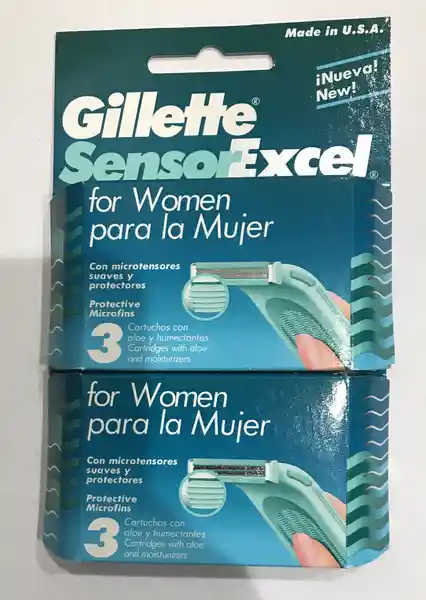 Made in U.S.A.
¡Nueva!
New!
Gillette®
SensorExcel®
for Women
para la Mujer
Con microtensores
suaves y
protectores
Protective
Microfins
3 Cartuchos con
aloe y humectantes
Cartridges with aloe
and moisturizers
for Women
para la Mujer
Con microtensores
suaves y
protectores
Protective
Microfins
3 Cartuchos con
aloe y humectantes
Cartridges with aloe
and moisturizers